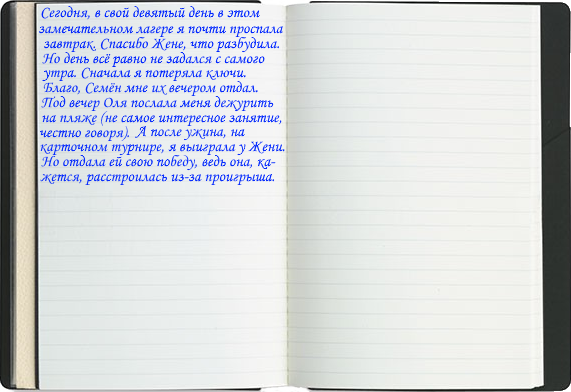 Сегодня, в свой девятый день в этом
замечательном лагере я почти проспала
завтрак. Спасибо Жене, что разбудила.
Но день всё равно не задался с самого
утра. Сначала я потеряла ключи.
Благо, Семён мне их вечером отдал.
Под вечер Оля послала меня дежурить
на пляже (не самое интересное занятие,
честно говоря). А после ужина, на
карточном турнире, я выиграла у Жени.
Но отдала ей свою победу, ведь она, ка-
жется, расстроилась из-за проигрыша.